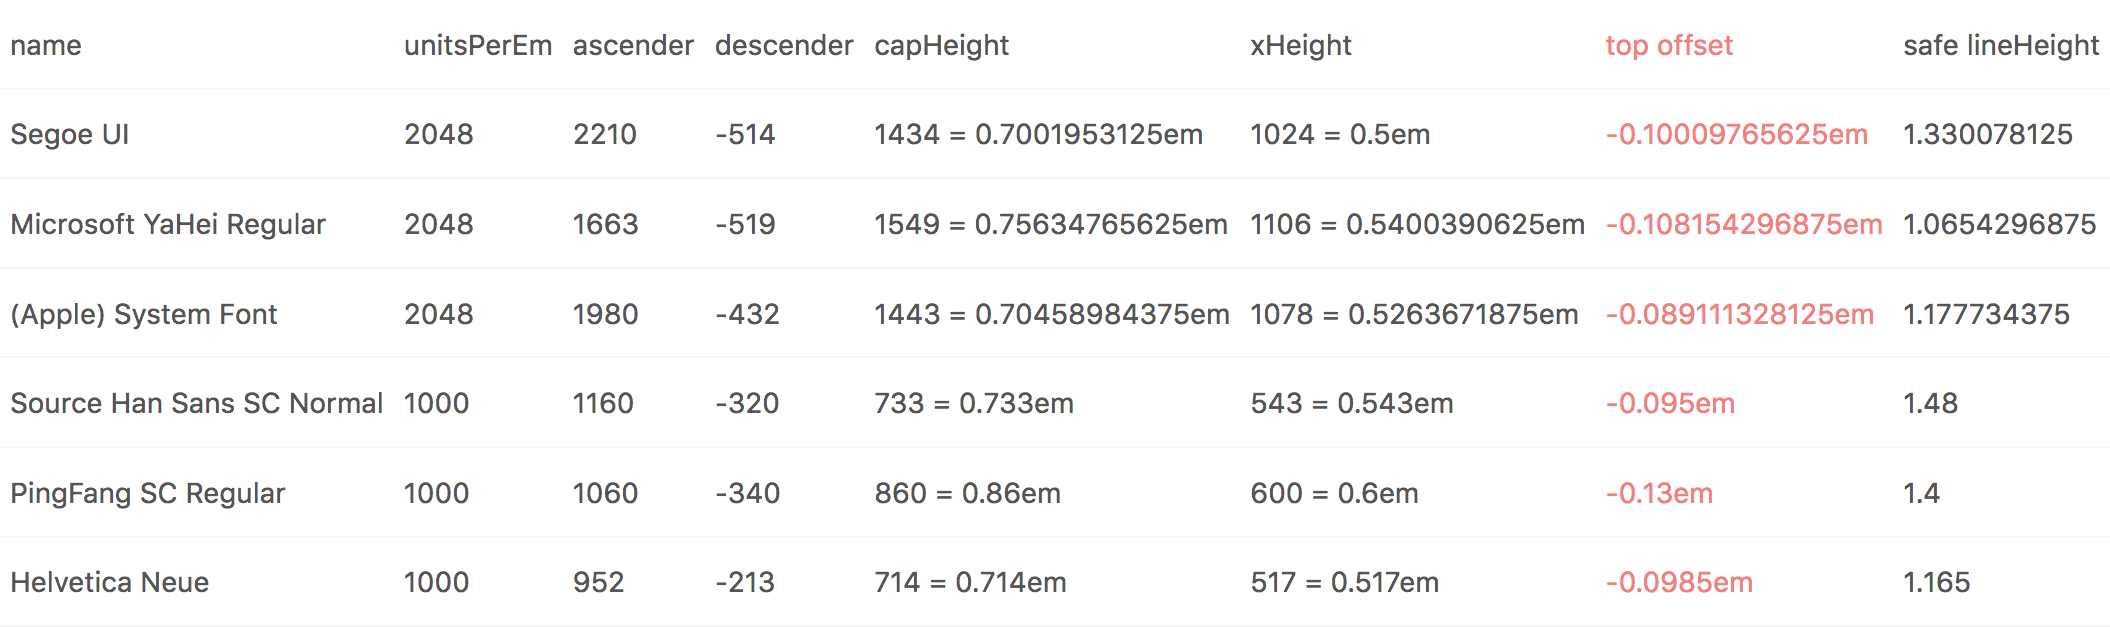 name unitsPerEm ascender descender capHeight xHeight top offset safe lineHeight
Segoe UI 2048 2210 -514 1434 = 0.7001953125em 1024 = 0.5em -0.10009765625em 1.330078125
Microsoft YaHei Regular 2048 1663 -519 1549 = 0.75634765625em 1106 = 0.5400390625em -0.108154296875em 1.0654296875
(Apple) System Font 2048 1980 -432 1443 = 0.70458984375em 1078 = 0.5263671875em -0.089111328125em 1.177734375
Source Han Sans SC Normal 1000 1160 -320 733 = 0.733em 543 = 0.543em -0.095em 1.48
PingFang SC Regular 1000 1060 -340 860 = 0.86em 600 = 0.6em -0.13em 1.4
Helvetica Neue 1000 952 -213 714 = 0.714em 517 = 0.517em -0.0985em 1.165